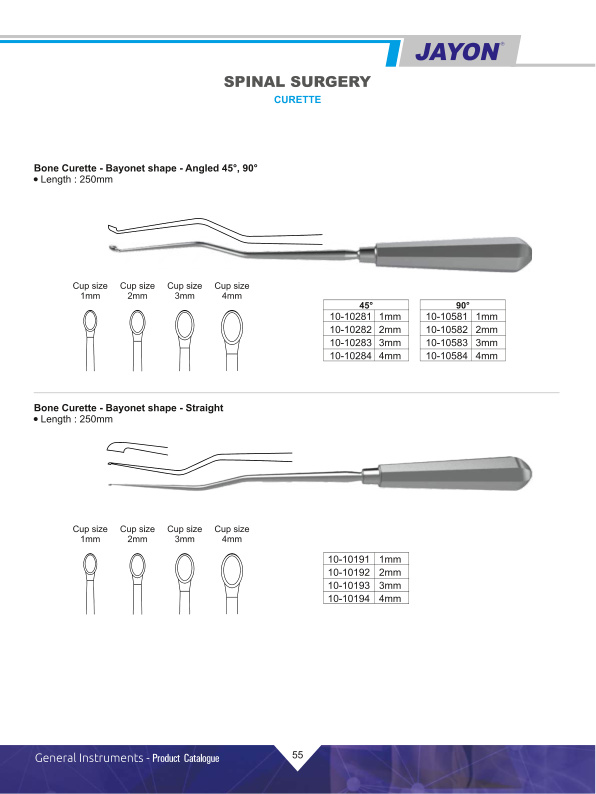 JAYON®
SPINAL SURGERY
CURETTE
Bone Curette - Bayonet shape - Angled 45°, 90°
• Length : 250mm
Cup size Cup size Cup size Cup size
1mm 2mm 3mm 4mm
45° 90°
10-10281 1mm 10-10581 1mm
10-10282 2mm 10-10582 2mm
10-10283 3mm 10-10583 3mm
10-10284 4mm 10-10584 4mm
Bone Curette - Bayonet shape - Straight
• Length : 250mm
Cup size Cup size Cup size Cup size
1mm 2mm 3mm 4mm
10-10191 1mm
10-10192 2mm
10-10193 3mm
10-10194 4mm
General Instruments - Product Catalogue
55